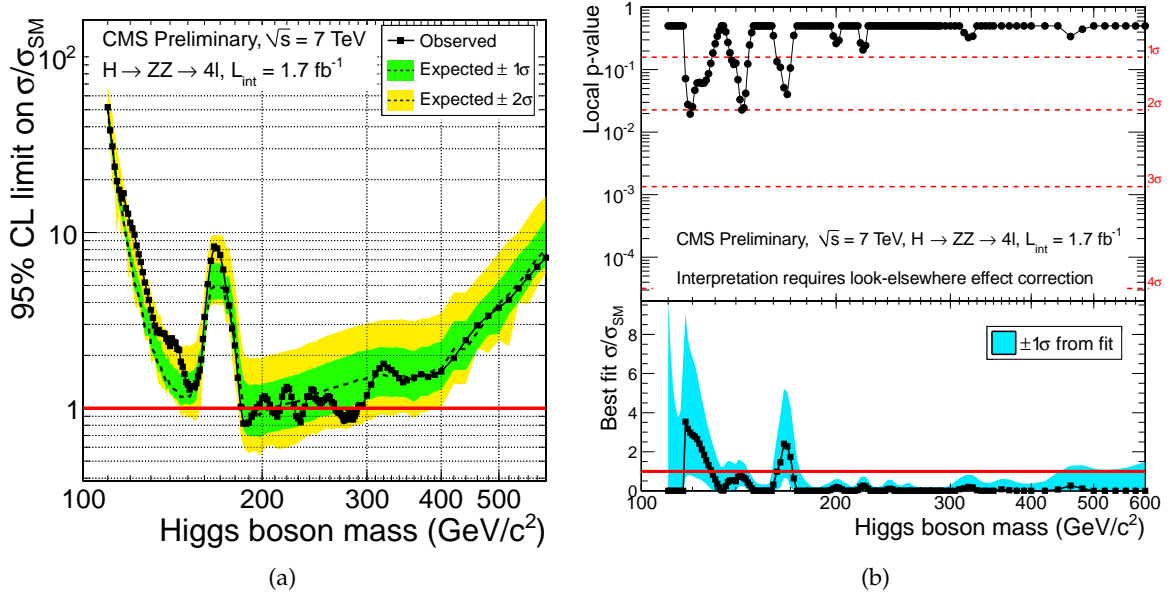 95% CL limit on σ/σSM
10²
10
1
CMS Preliminary, √s = 7 TeV
H → ZZ → 4l, Lint = 1.7 fb⁻¹
Observed
Expected ± 1σ
Expected ± 2σ
100
200
300
400
500
Higgs boson mass (GeV/c²)
(a)
Local p-value
1
10⁻¹
10⁻²
10⁻³
10⁻⁴
1σ
2σ
3σ
4σ
CMS Preliminary, √s = 7 TeV, H → ZZ → 4l, Lint = 1.7 fb⁻¹
Interpretation requires look-elsewhere effect correction
Best fit σ/σSM
8
6
4
2
0
±1σ from fit
100
200
300
400
500
600
Higgs boson mass (GeV/c²)
(b)